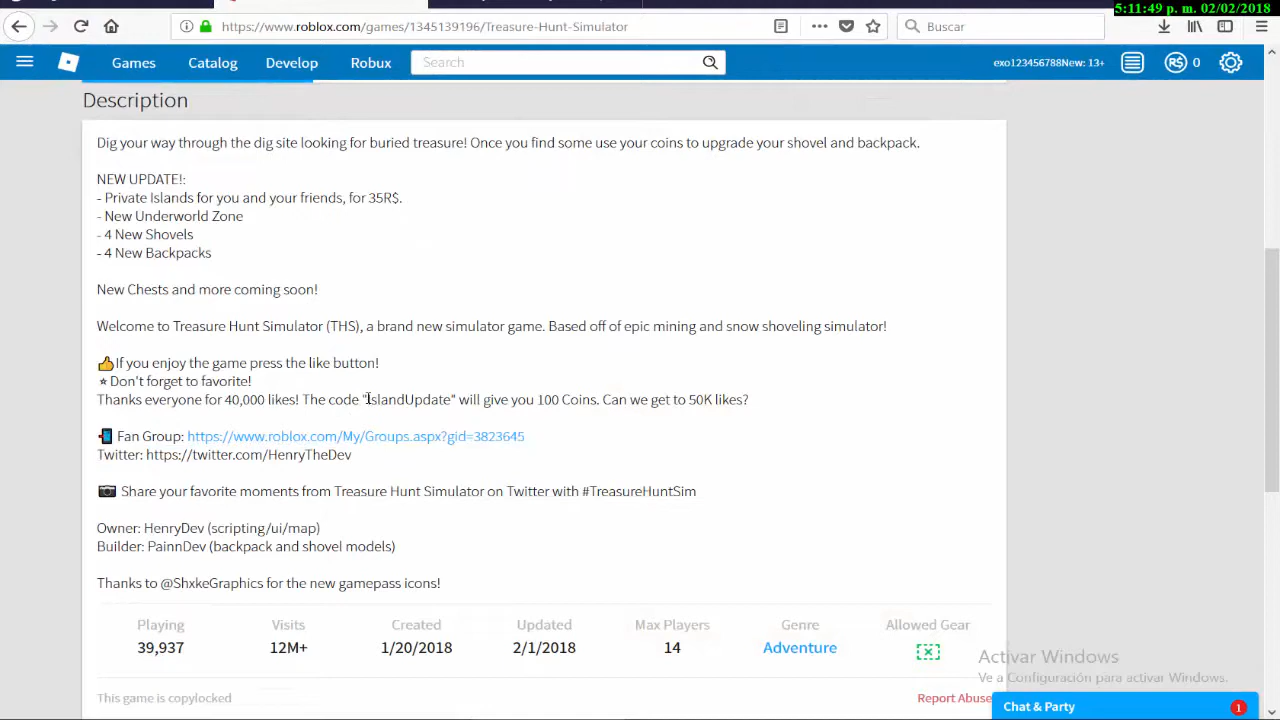 5:11:49 p. m. 02/02/2018
https://www.roblox.com/games/1345139196/Treasure-Hunt-Simulator
Buscar
Games
Catalog
Develop
Robux
Search
exo123456788New: 13+
R$ 0
Description
Dig your way through the dig site looking for buried treasure! Once you find some use your coins to upgrade your shovel and backpack.
NEW UPDATE!:
- Private Islands for you and your friends, for 35R$.
- New Underworld Zone
- 4 New Shovels
- 4 New Backpacks
New Chests and more coming soon!
Welcome to Treasure Hunt Simulator (THS), a brand new simulator game. Based off of epic mining and snow shoveling simulator!
👍If you enjoy the game press the like button!
⭐Don't forget to favorite!
Thanks everyone for 40,000 likes! The code "IslandUpdate" will give you 100 Coins. Can we get to 50K likes?
📲 Fan Group: https://www.roblox.com/My/Groups.aspx?gid=3823645
Twitter: https://twitter.com/HenryTheDev
📷 Share your favorite moments from Treasure Hunt Simulator on Twitter with #TreasureHuntSim
Owner: HenryDev (scripting/ui/map)
Builder: PainnDev (backpack and shovel models)
Thanks to @ShxkeGraphics for the new gamepass icons!
Playing Visits Created Updated Max Players Genre Allowed Gear
39,937 12M+ 1/20/2018 2/1/2018 14 Adventure
Activar Windows
Ve a Configuración para activar Windows.
This game is copylocked
Report Abuse
Chat & Party
1